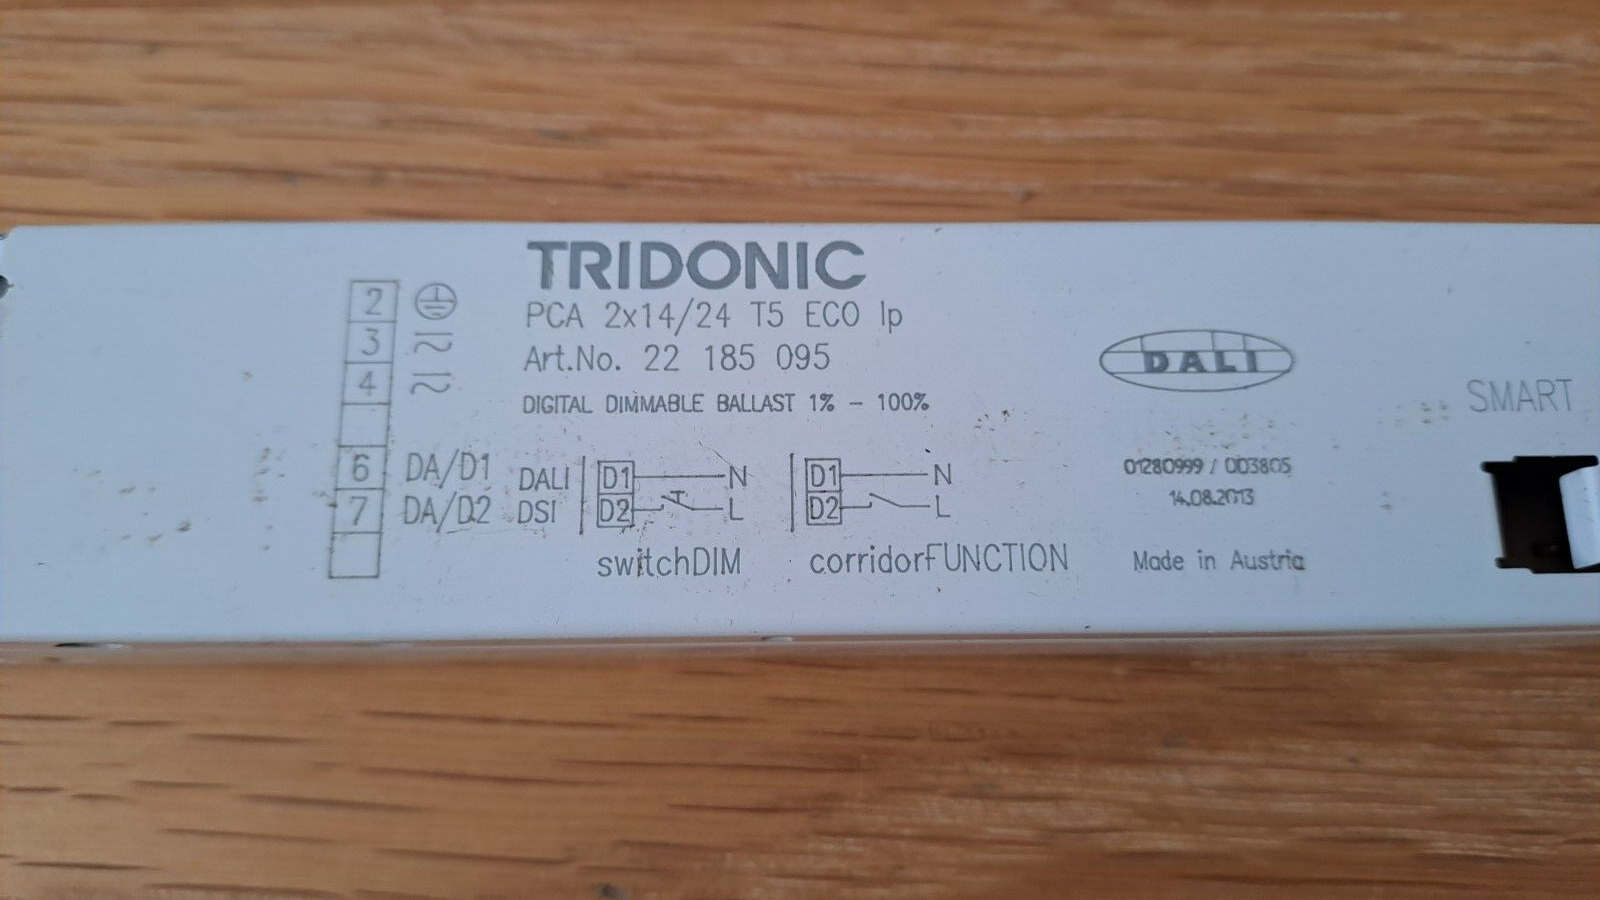 TRIDONIC
PCA 2x14/24 T5 ECO lp
Art.No. 22 185 095
DIGITAL DIMMABLE BALLAST 1% - 100%
2
3 ~
4 ~
6 DA/D1
7 DA/D2
DALI
DSI
D1 N
D2 L
switchDIM
D1 N
D2 L
corridorFUNCTION
DALI
01280999 / 003805
14.08.2013
Made in Austria
SMART